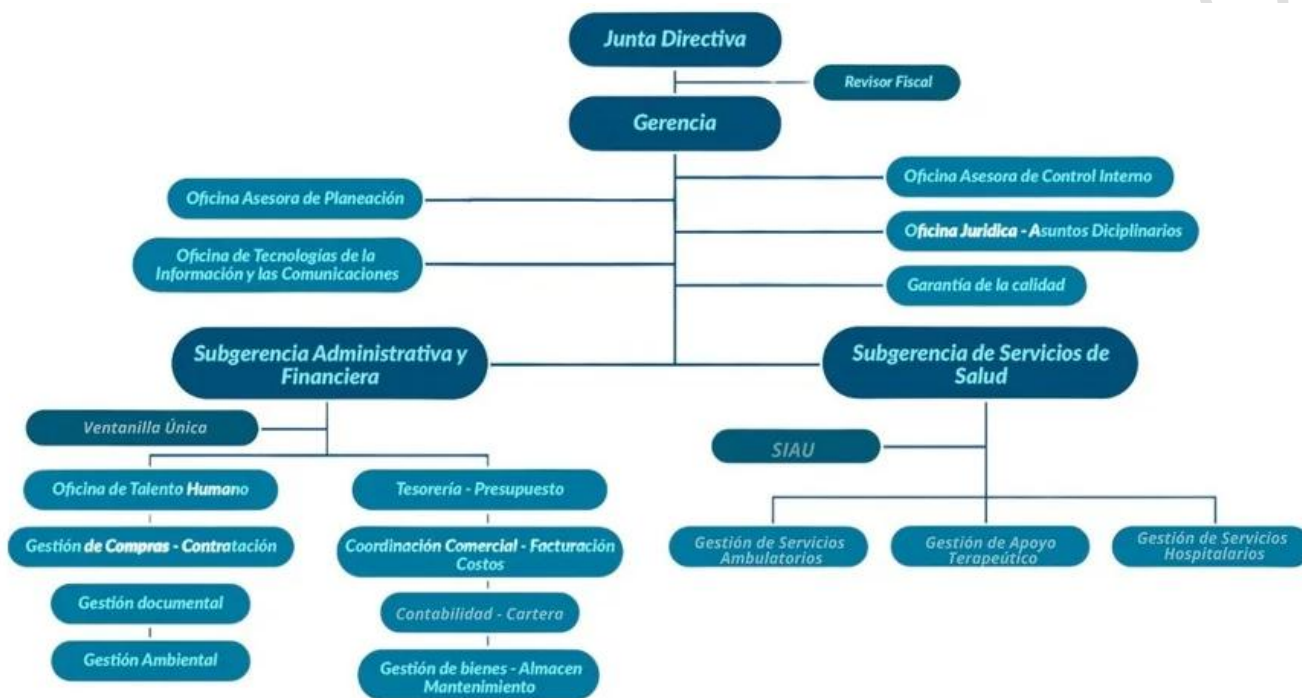 Junta Directiva
Revisor Fiscal
Gerencia
Oficina Asesora de Planeación
Oficina Asesora de Control Interno
Oficina de Tecnologías de la
Información y las Comunicaciones
Oficina Juridica - Asuntos Diciplinarios
Garantía de la calidad
Subgerencia Administrativa y
Financiera
Subgerencia de Servicios de
Salud
Ventanilla Única
SIAU
Oficina de Talento Humano
Tesorería - Presupuesto
Gestión de Compras - Contratación
Coordinación Comercial - Facturación
Costos
Gestión documental
Contabilidad - Cartera
Gestión Ambiental
Gestión de bienes - Almacen
Mantenimiento
Gestión de Servicios
Ambulatorios
Gestión de Apoyo
Terapeútico
Gestión de Servicios
Hospitalarios